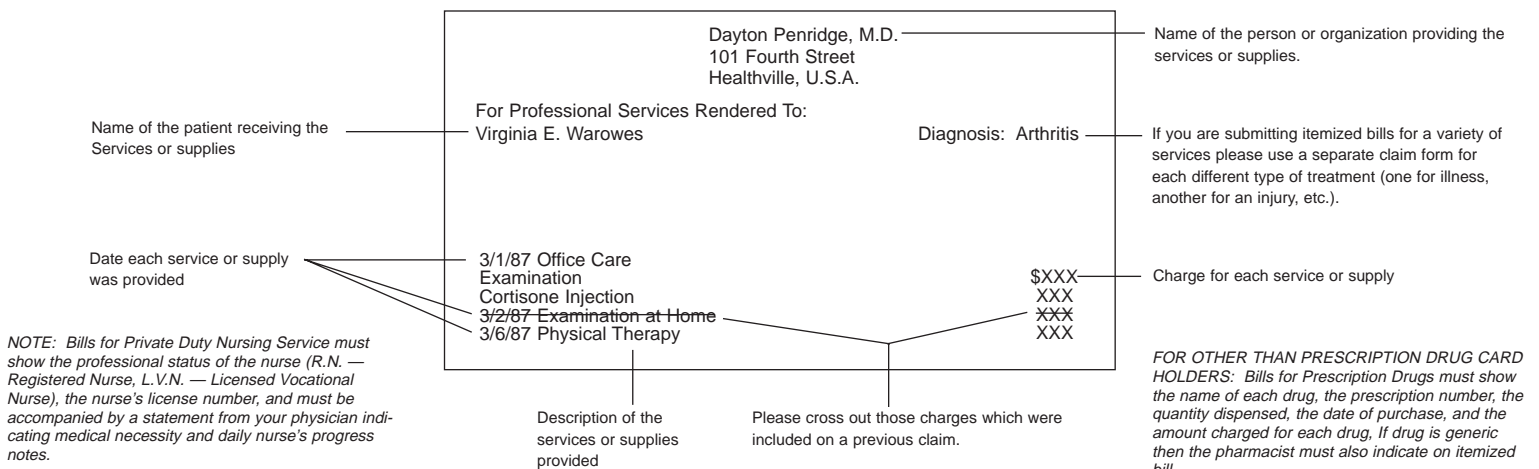 Dayton Penridge, M.D.
101 Fourth Street
Healthville, U.S.A.
Name of the person or organization providing the
services or supplies.
For Professional Services Rendered To:
Virginia E. Warowes
Diagnosis: Arthritis
Name of the patient receiving the
Services or supplies
If you are submitting itemized bills for a variety of
services please use a separate claim form for
each different type of treatment (one for illness,
another for an injury, etc.).
Date each service or supply
was provided
3/1/87 Office Care
Examination $XXX
Cortisone Injection XXX
3/2/87 Examination at Home XXX
3/6/87 Physical Therapy XXX
Charge for each service or supply
NOTE: Bills for Private Duty Nursing Service must
show the professional status of the nurse (R.N. —
Registered Nurse, L.V.N. — Licensed Vocational
Nurse), the nurse's license number, and must be
accompanied by a statement from your physician indi-
cating medical necessity and daily nurse's progress
notes.
Description of the
services or supplies
provided
Please cross out those charges which were
included on a previous claim.
FOR OTHER THAN PRESCRIPTION DRUG CARD
HOLDERS: Bills for Prescription Drugs must show
the name of each drug, the prescription number, the
quantity dispensed, the date of purchase, and the
amount charged for each drug, If drug is generic
then the pharmacist must also indicate on itemized